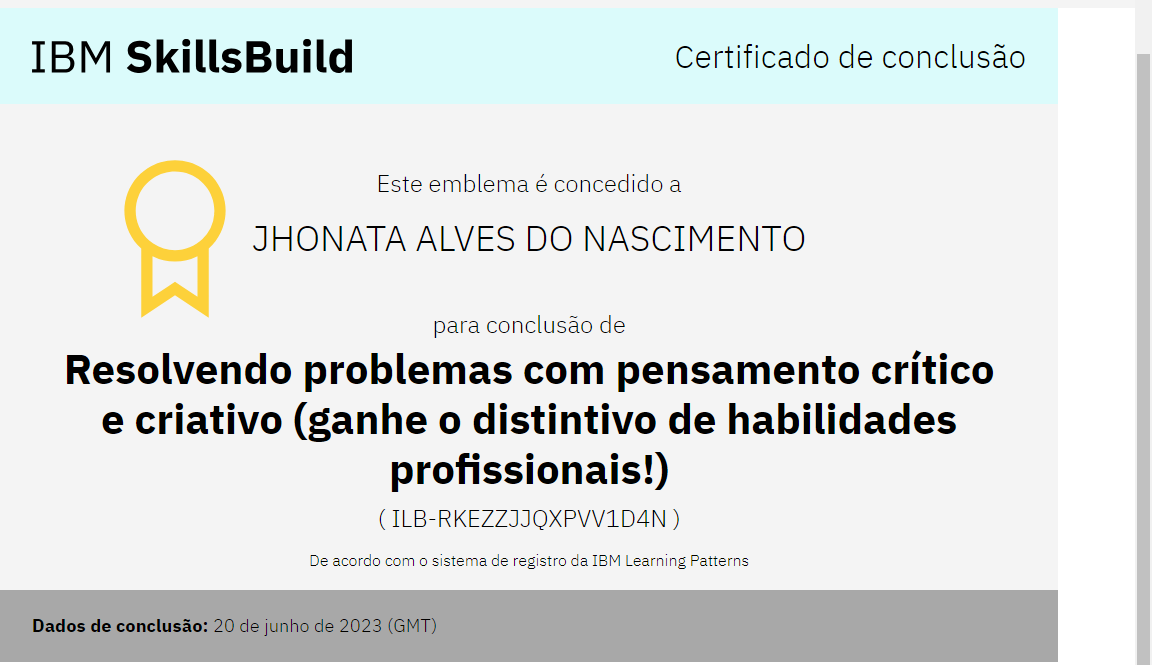 IBM SkillsBuild
Certificado de conclusão
Este emblema é concedido a
JHONATA ALVES DO NASCIMENTO
para conclusão de
Resolvendo problemas com pensamento crítico
e criativo (ganhe o distintivo de habilidades
profissionais!)
( ILB-RKEZZJJQXPVV1D4N )
De acordo com o sistema de registro da IBM Learning Patterns
Dados de conclusão: 20 de junho de 2023 (GMT)